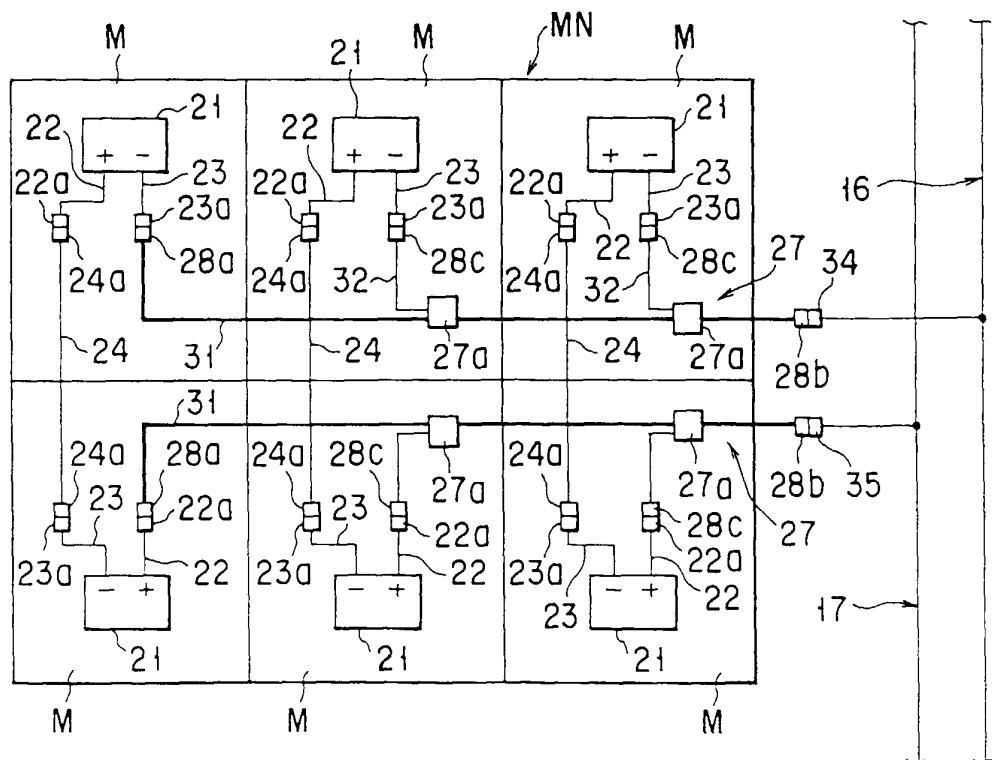 M M MN M
21 21 21
22 + - 23 22 + - 23 + - 23
22a 23a 22a 23a 22a 22 23a
24a 28a 24a 28c 24a 28c
16
32 32 27 34
24 31 24 27a 24 27a 28b
31
24a 28a 24a 28c 27a 24a 27a 28b 35
23 22a 23 22a 28c 27
23a 22 23a 22 23a 23 22a 22
- + - + - +
17
21 21 21
M M M